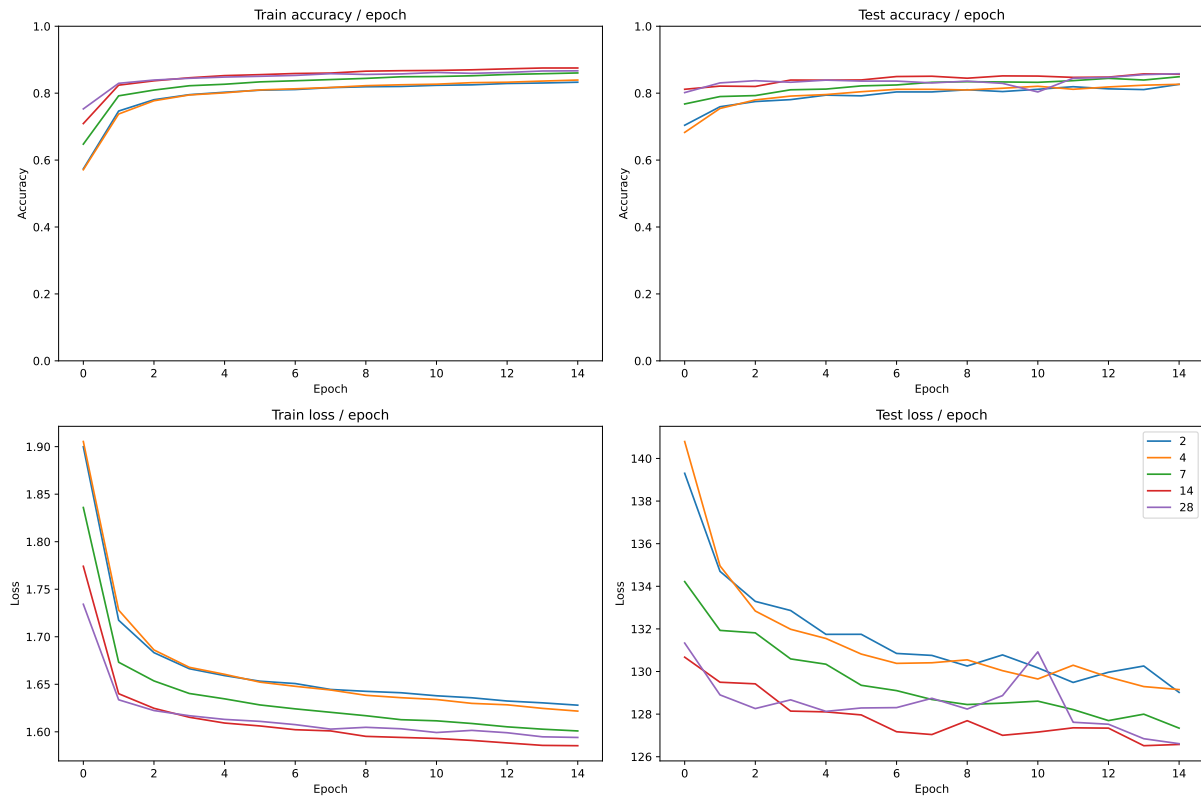 Train accuracy / epoch
Accuracy
1.0
0.8
0.6
0.4
0.2
0.0
0 2 4 6 8 10 12 14
Epoch
Test accuracy / epoch
Accuracy
1.0
0.8
0.6
0.4
0.2
0.0
0 2 4 6 8 10 12 14
Epoch
Train loss / epoch
Loss
1.90
1.85
1.80
1.75
1.70
1.65
1.60
0 2 4 6 8 10 12 14
Epoch
Test loss / epoch
Loss
140
138
136
134
132
130
128
126
0 2 4 6 8 10 12 14
Epoch
2
4
7
14
28